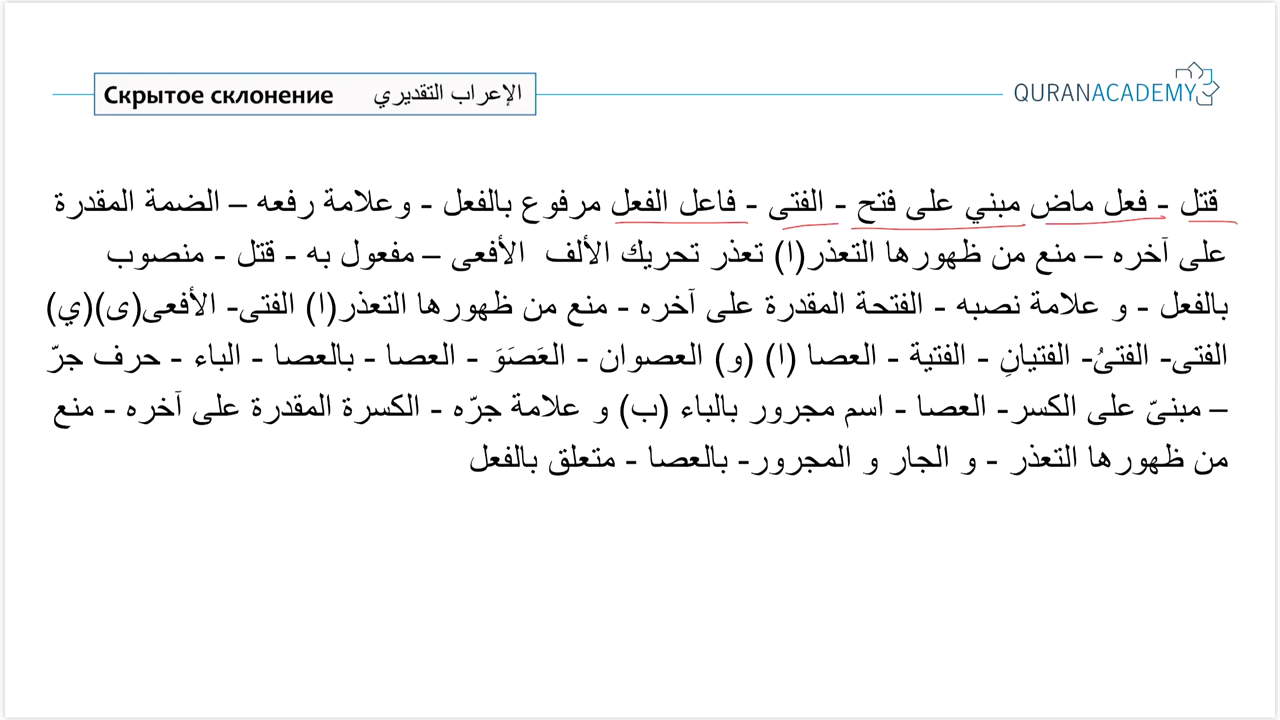 Скрытое склонение الإعراب التقديري
QURANACADEMY
قتل - فعل ماض مبني على فتح - الفتى - فاعل الفعل مرفوع بالفعل - وعلامة رفعه – الضمة المقدرة
على آخره – منع من ظهورها التعذر(ا) تعذر تحريك الألف الأفعى – مفعول به - قتل - منصوب
بالفعل - و علامة نصبه - الفتحة المقدرة على آخره - منع من ظهورها التعذر(ا) الفتى- الأفعى(ى)(ي)
الفتى- الفتىُ- الفتيانِ - الفتية - العصا (ا) (و) العصوان - العَصَوَ - العصا - بالعصا - الباء - حرف جرّ
– مبنىّ على الكسر- العصا - اسم مجرور بالباء (ب) و علامة جرّه - الكسرة المقدرة على آخره - منع
من ظهورها التعذر - و الجار و المجرور- بالعصا - متعلق بالفعل